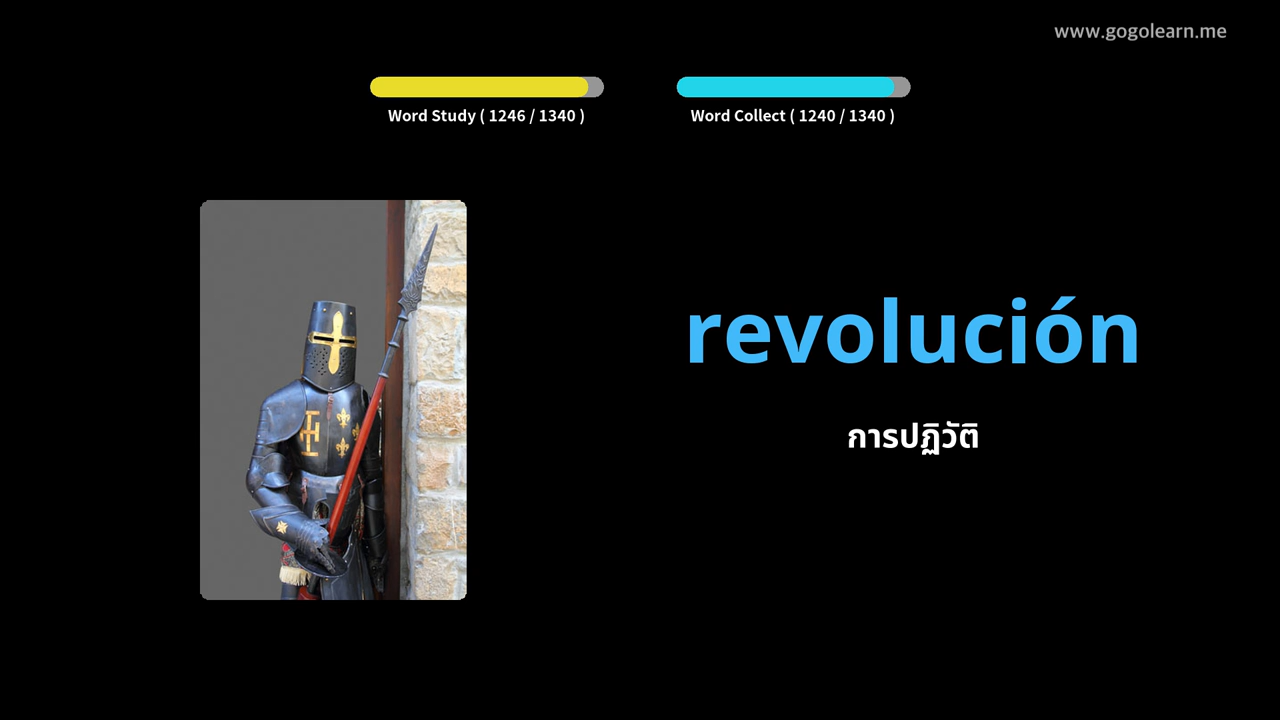 www.gogolearn.me
Word Study ( 1246 / 1340 )
Word Collect ( 1240 / 1340 )
revolución
การปฏิวัติ